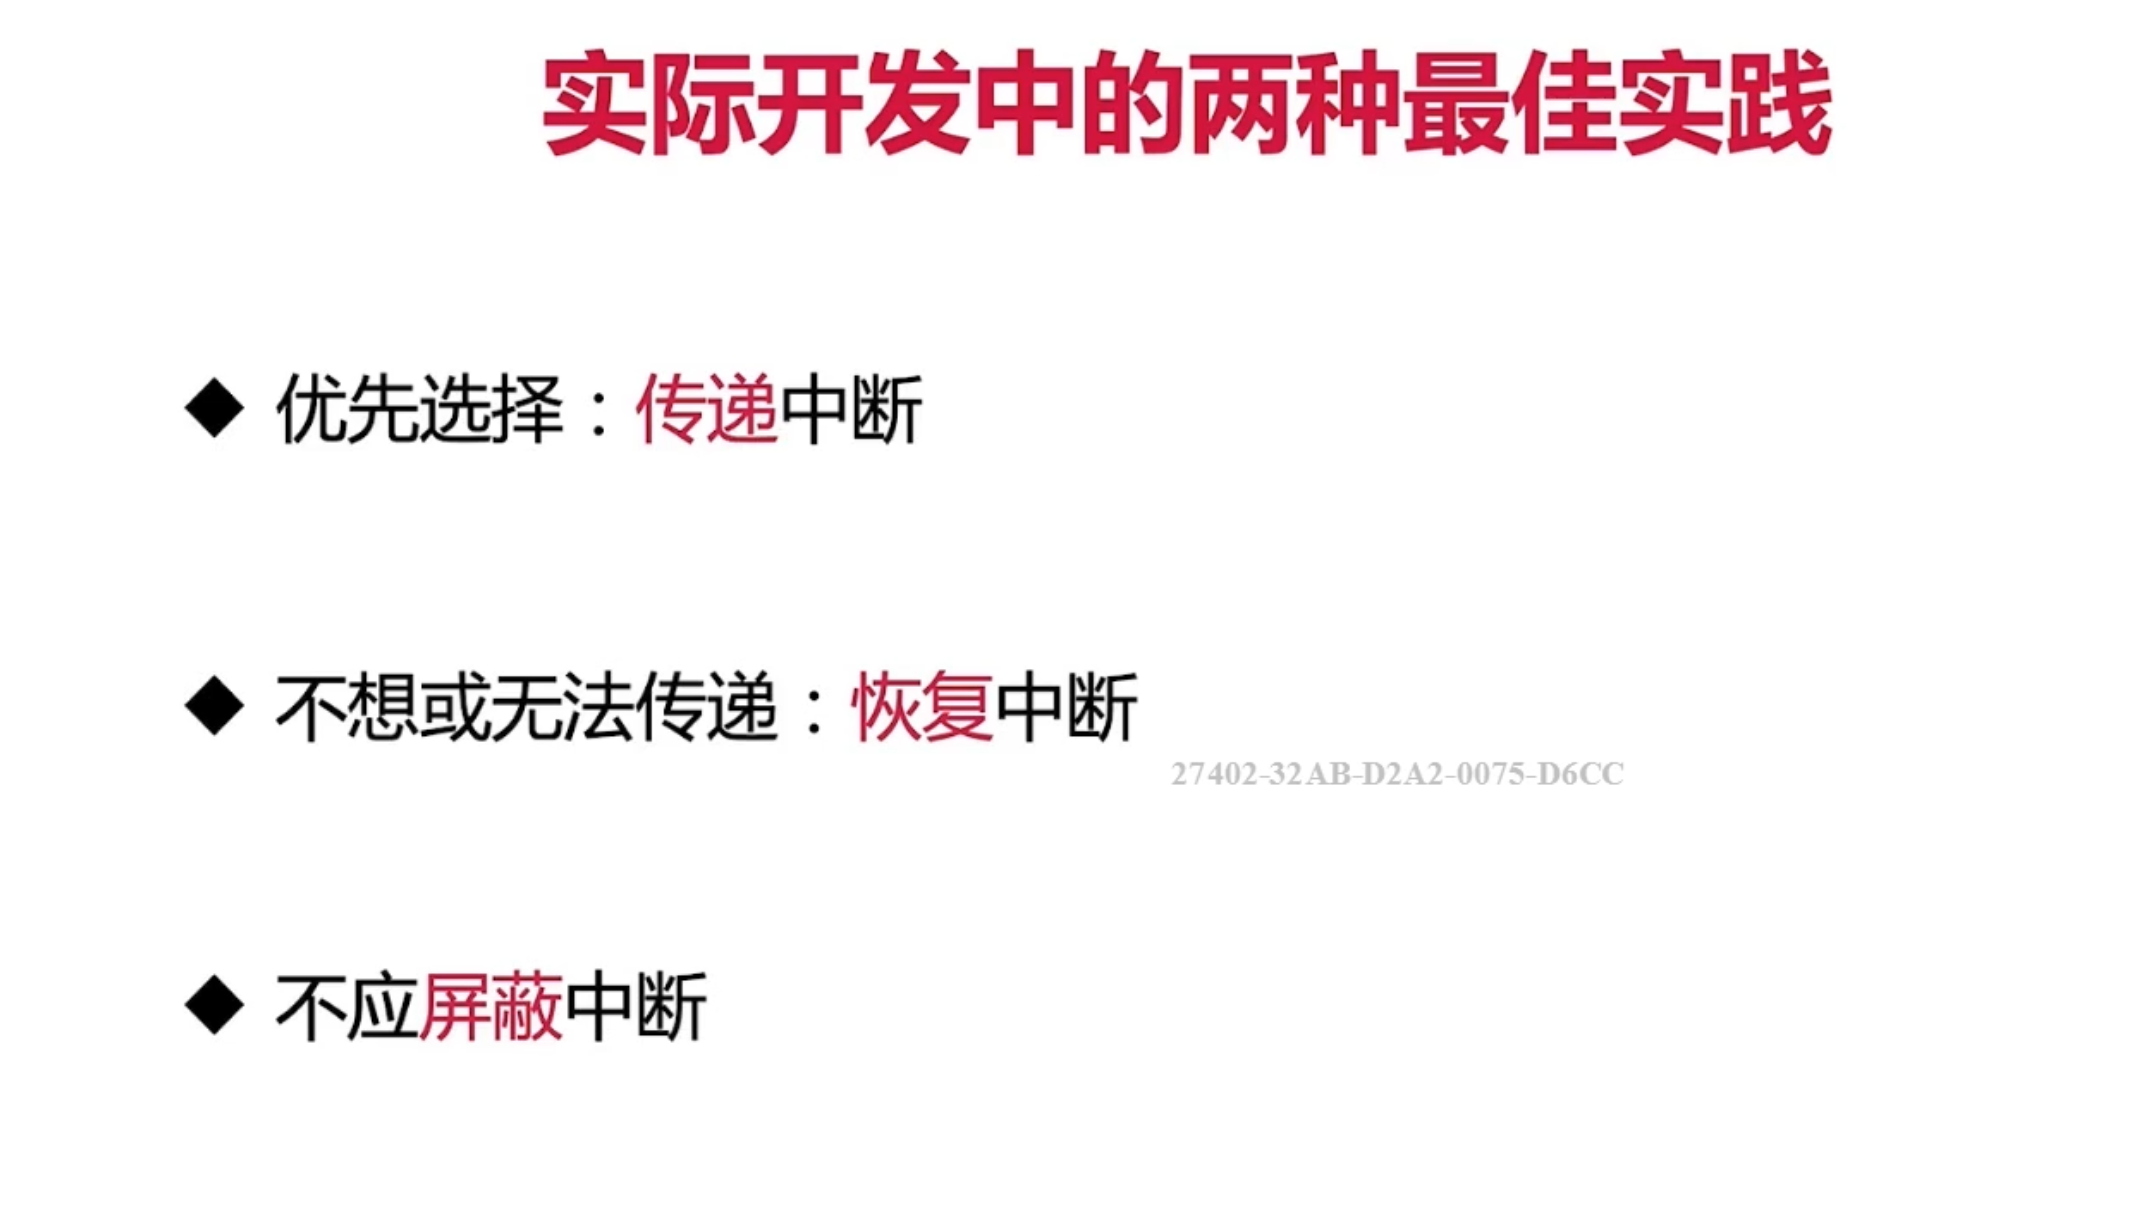 实际开发中的两种最佳实践
◆ 优先选择：传递中断
◆ 不想或无法传递：恢复中断
27402-32AB-D2A2-0075-D6CC
◆ 不应屏蔽中断